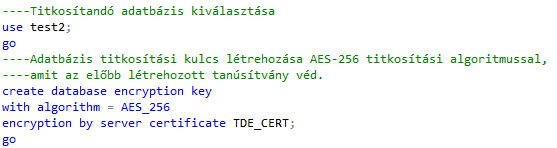 ----Titkosítandó adatbázis kiválasztása
use test2;
go
----Adatbázis titkosítási kulcs létrehozása AES-256 titkosítási algoritmussal,
----amit az előbb létrehozott tanúsítvány véd.
create database encryption key
with algorithm = AES_256
encryption by server certificate TDE_CERT;
go